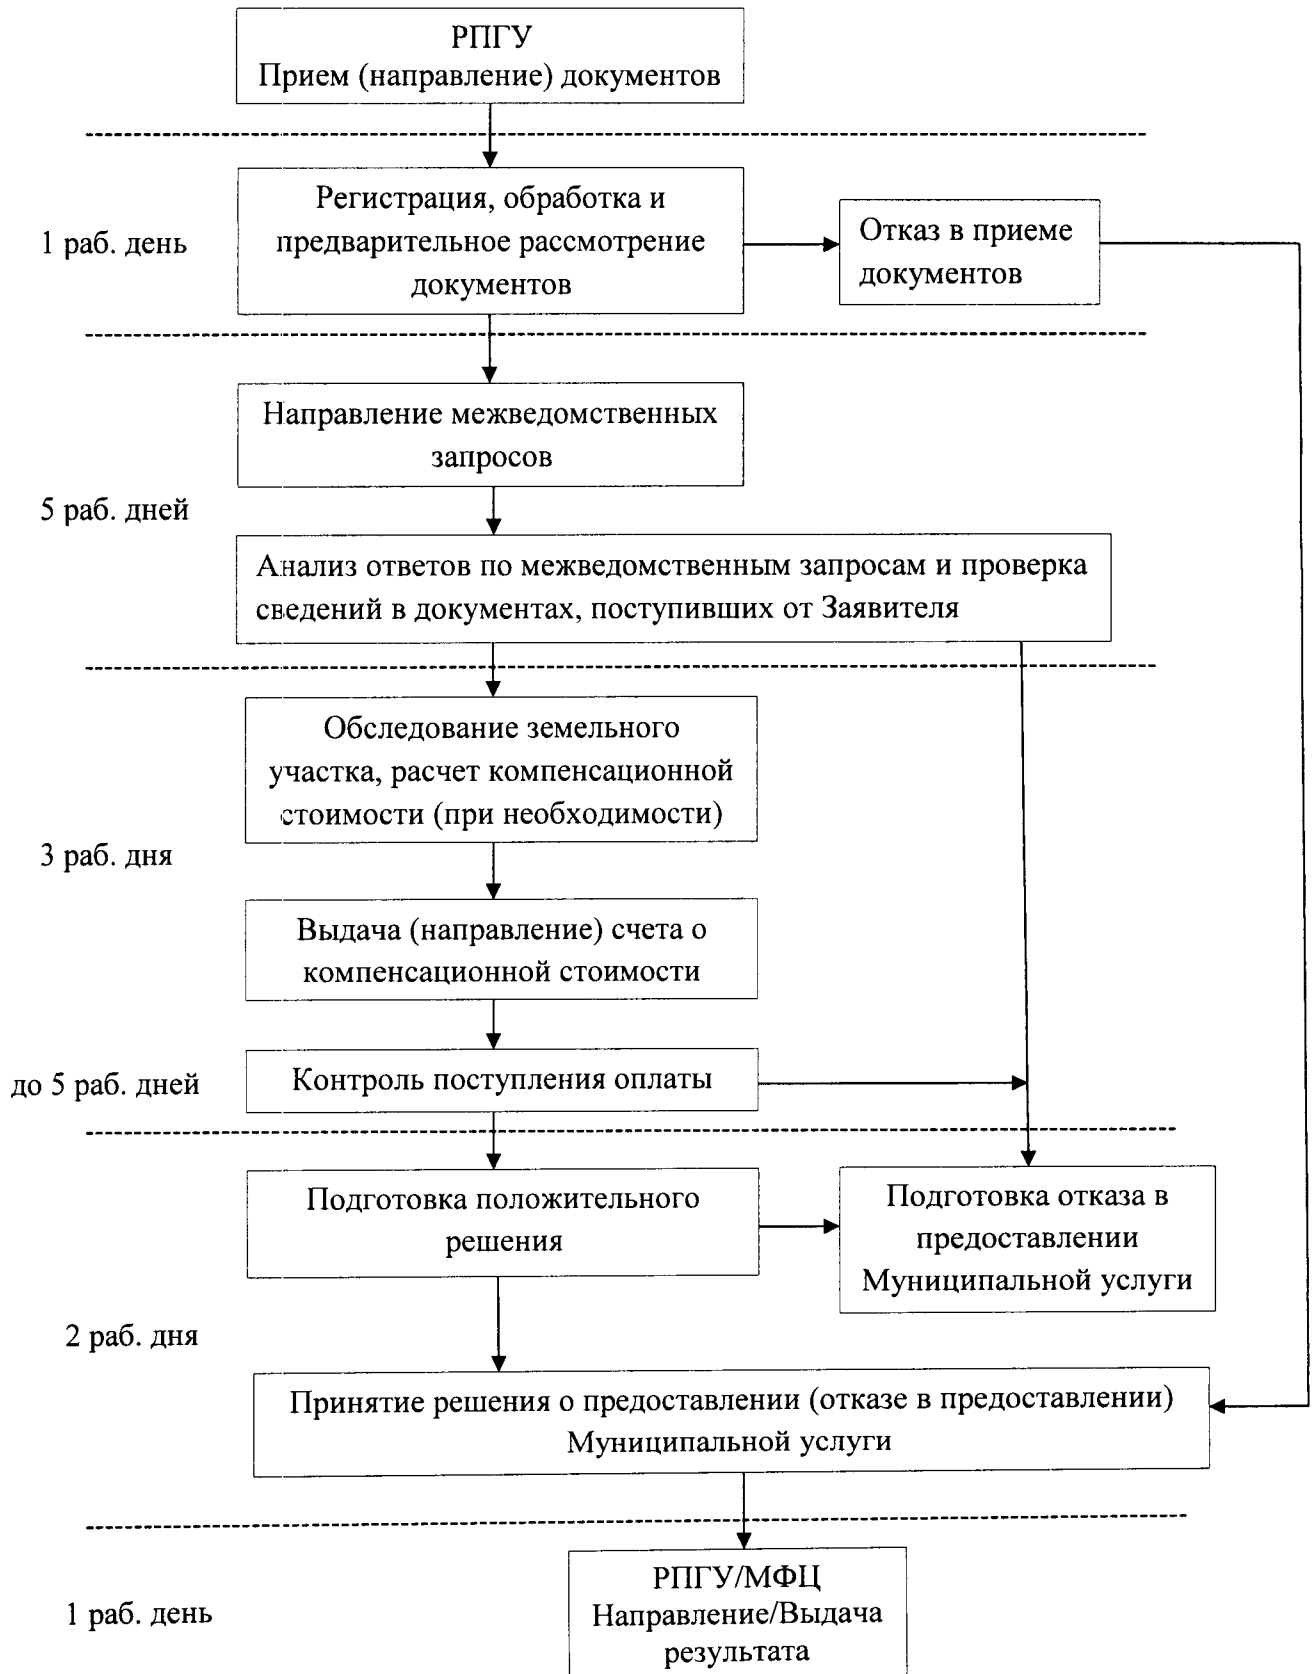 РПГУ
Прием (направление) документов
1 раб. день
Регистрация, обработка и
предварительное рассмотрение
документов
Отказ в приеме
документов
Направление межведомственных
запросов
5 раб. дней
Анализ ответов по межведомственным запросам и проверка
сведений в документах, поступивших от Заявителя
Обследование земельного
участка, расчет компенсационной
стоимости (при необходимости)
3 раб. дня
Выдача (направление) счета о
компенсационной стоимости
до 5 раб. дней
Контроль поступления оплаты
Подготовка положительного
решения
Подготовка отказа в
предоставлении
Муниципальной услуги
2 раб. дня
Принятие решения о предоставлении (отказе в предоставлении)
Муниципальной услуги
1 раб. день
РПГУ/МФЦ
Направление/Выдача
результата